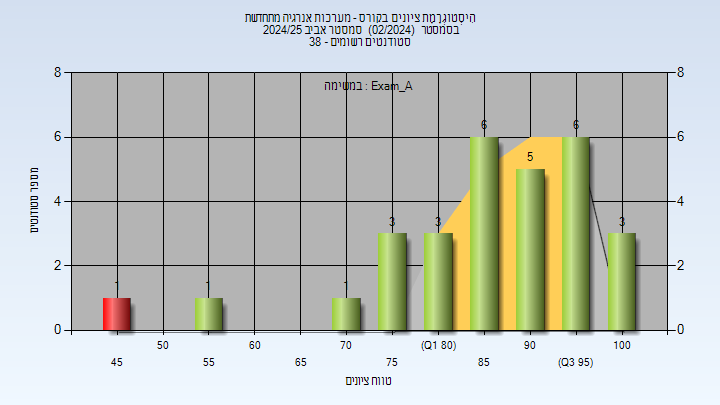 היסטוגרמת ציונים בקורס - מערכות אנרגיה מתחדשת
בסמסטר (02/2024) סמסטר אביב 2024/25
סטודנטים רשומים - 38
במשימה : Exam_A
8 8
6 6
4 4
2 2
0 0
מספר סטודנטים
1 1 1 3 3 6 5 6 3
50 60 70 (Q1 80) 90 100
45 55 65 75 85 (Q3 95)
טווח ציונים